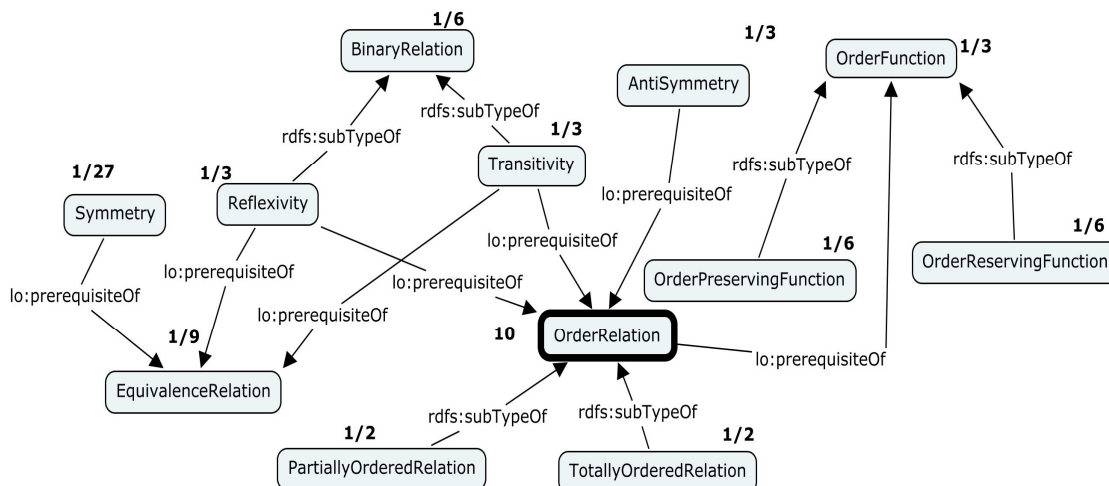 1/6
BinaryRelation
1/3
AntiSymmetry
OrderFunction
1/3
rdfs:subTypeOf
rdfs:subTypeOf
1/3
Transitivity
rdfs:subTypeOf
rdfs:subTypeOf
1/27
Symmetry
1/3
Reflexivity
lo:prerequisiteOf
lo:prerequisiteOf
1/6
OrderPreservingFunction
1/6
OrderReservingFunction
lo:prerequisiteOf
lo:prerequisiteOf
lo:prerequisiteOf
lo:prerequisiteOf
1/9
EquivalenceRelation
10
OrderRelation
lo:prerequisiteOf
rdfs:subTypeOf
rdfs:subTypeOf
1/2
PartiallyOrderedRelation
1/2
TotallyOrderedRelation